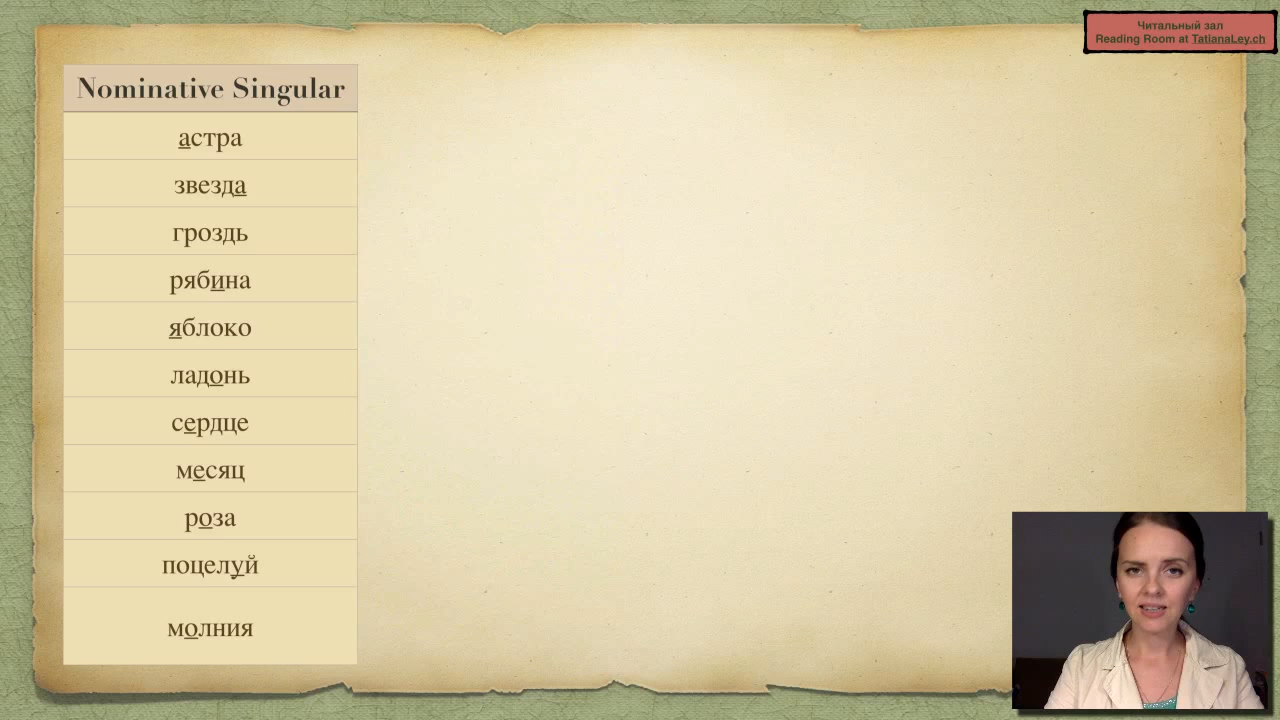 Читальный зал
Reading Room at TatianaLey.ch
Nominative Singular
астра
звезда
гроздь
рябина
яблоко
ладонь
сердце
месяц
роза
поцелуй
молния